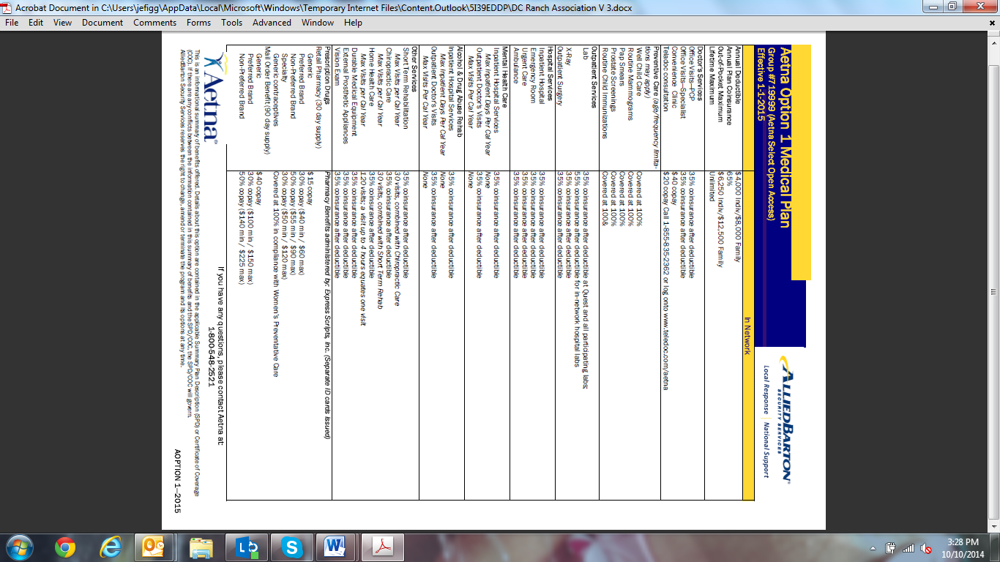 Acrobat Document in C:\Users\jefigg\AppData\Local\Microsoft\Windows\Temporary Internet Files\Content.Outlook\5I39EDDP\DC Ranch Association V 3.docx
File Edit View Document Comments Forms Tools Advanced Window Help
Aetna Option 1 Medical Plan
Group #719999 (Aetna Select Open Access)
Effective 1-1-2015
ALLIEDBARTON
SECURITY SERVICES
Local Response National Support
In Network
Annual Deductible $4,000 Indiv/$8,000 Family
Annual Plan Coinsurance 65%
Out-of-Pocket Maximum $6,250 Indiv/$12,500 Family
Lifetime Maximum Unlimited
Doctor's Services
Office Visits—PCP 35% coinsurance after deductible
Office Visits—Specialist 35% coinsurance after deductible
Convenience Clinic $40 copay
Teledoc consultation $20 copay Call 1-855-835-2362 or log onto www.teledoc.com/aetna
Preventive Care (age/frequency limita-
tions may apply)
Well Child Care Covered at 100%
Routine Mammograms Covered at 100%
Pap Smears Covered at 100%
Prostate Screenings Covered at 100%
Routine Child Immunizations Covered at 100&
Outpatient Services
Lab 35% coinsurance after deductible at Quest and all participating labs;
55% coinsurance after deductible for in-network hospital labs
X-Ray 35% coinsurance after deductible
Outpatient Surgery 35% coinsurance after deductible
Hospital Services
Inpatient Hospital 35% coinsurance after deductible
Emergency Room 35% coinsurance after deductible
Urgent Care 35% coinsurance after deductible
Ambulance 35% coinsurance after deductible
Mental Health Care
Inpatient Hospital Services 35% coinsurance after deductible
Max Inpatient Days Per Cal Year None
Outpatient Doctor's Visits 35% coinsurance after deductible
Max Visits Per Cal Year None
Alcohol & Drug Abuse Rehab
Inpatient Hospital Services 35% coinsurance after deductible
Max Inpatient Days Per Cal Year None
Outpatient Doctor's Visits 35% coinsurance after deductible
Max Visits Per Cal Year None
Other Services
Short Term Rehabilitation 35% coinsurance after deductible
Max Visits per Cal Year 30 visits, combined with Chiropractic Care
Chiropractic Care 35% coinsurance after deductible
Max Visits per Cal Year 30 visits, combined with Short Term Rehab
Home Health Care 35% coinsurance after deductible
Max Visits per Cal Year 120 visits; a visit up to 4 hours equates one visit
Durable Medical Equipment 35% coinsurance after deductible
External Prosthetic Appliances 35% coinsurance after deductible
Vision Exam 35% coinsurance after deductible
Prescription Drugs Pharmacy Benefits administered by: Express Scripts, Inc. (Separate ID cards issued)
Retail Pharmacy (30 day supply)
Generic $15 copay
Preferred Brand 30% copay ($40 min / $60 max)
Non-Preferred Brand 50% copay ($55 min / $90 max)
Specialty 30% copay ($50 min / $120 max)
Generic contraceptives Covered at 100% in compliance with Women's Preventative Care
Mail Order Benefit (90 day supply)
Generic $40 copay
Preferred Brand 30% copay ($100 min / $150 max)
Non-Preferred Brand 50% copay ($140 min / $225 max)
Aetna®
If you have any questions, please contact Aetna at:
1-800-548-2521
This is an informational summary of benefits offered. Details about this option are contained in the applicable Summary Plan Description (SPD) or Certificate of Coverage
(COC). If there are any conflicts between the information contained in this summary of benefits and the SPD/COC, the SPD/COC will govern.
AlliedBarton Security Services reserves the right to change, amend or terminate the program and its options at any time.
AOPTION 1—2015
3:28 PM
10/10/2014